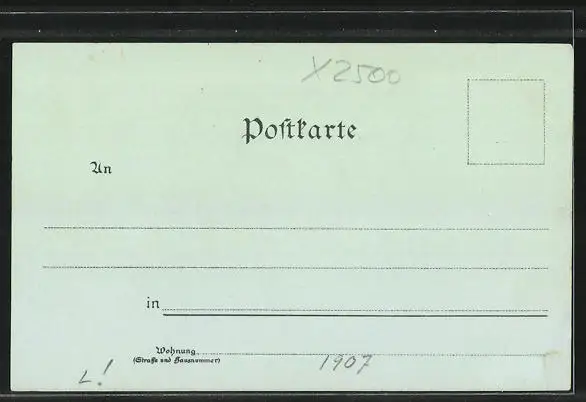 X2500
Postkarte
An
in
Wohnung
(Straße und Hausnummer)
L! 1907